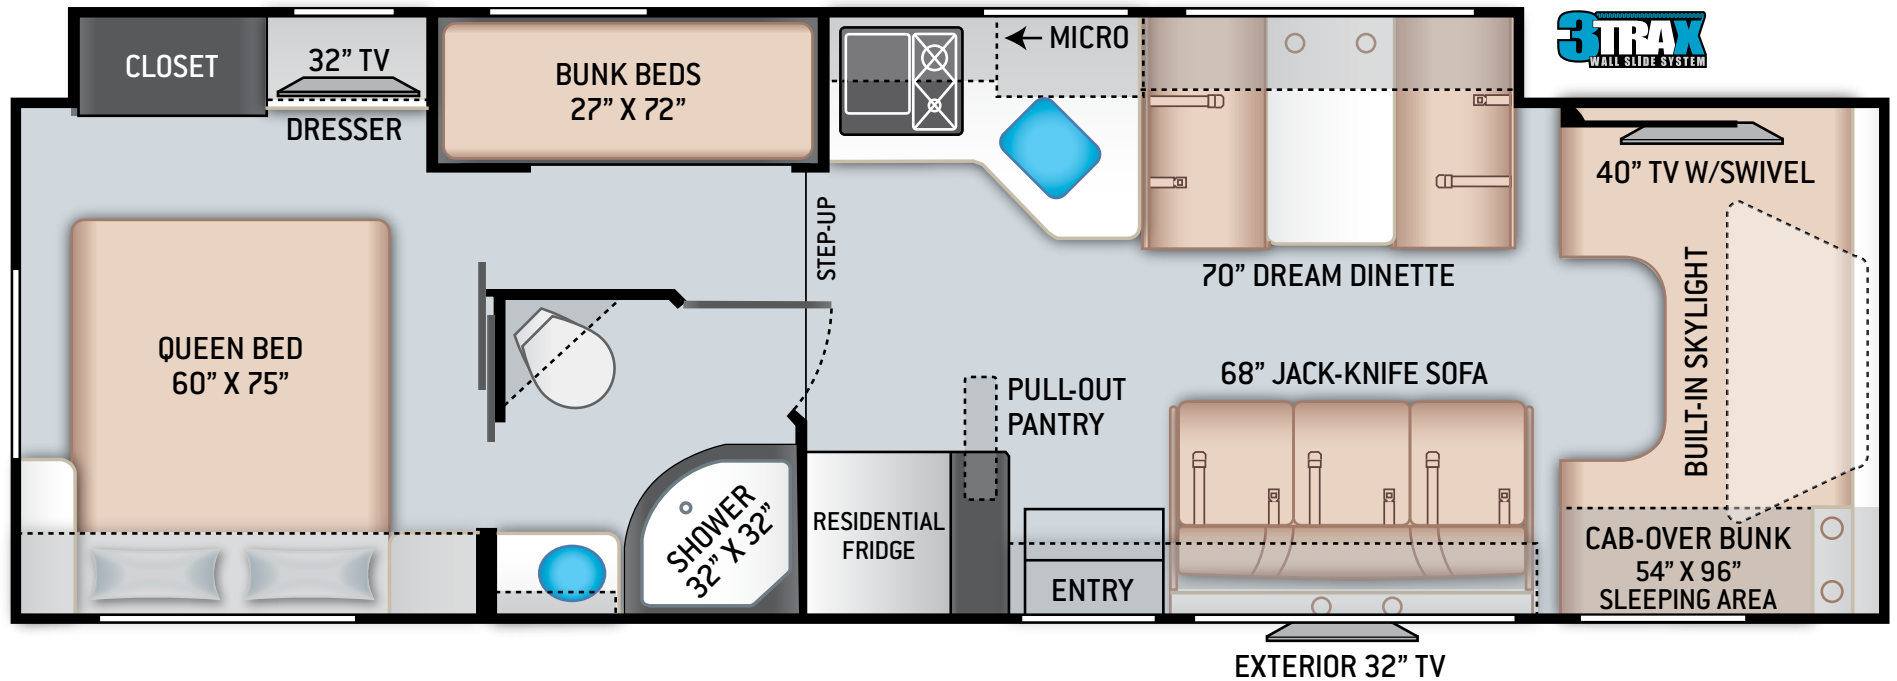 CLOSET
32” TV
DRESSER
BUNK BEDS
27” X 72”
MICRO
3TRAX
WALL SLIDE SYSTEM
40” TV W/SWIVEL
STEP-UP
70” DREAM DINETTE
BUILT-IN SKYLIGHT
QUEEN BED
60” X 75”
68” JACK-KNIFE SOFA
PULL-OUT
PANTRY
SHOWER
32” X 32”
RESIDENTIAL
FRIDGE
ENTRY
CAB-OVER BUNK
54” X 96”
SLEEPING AREA
EXTERIOR 32” TV